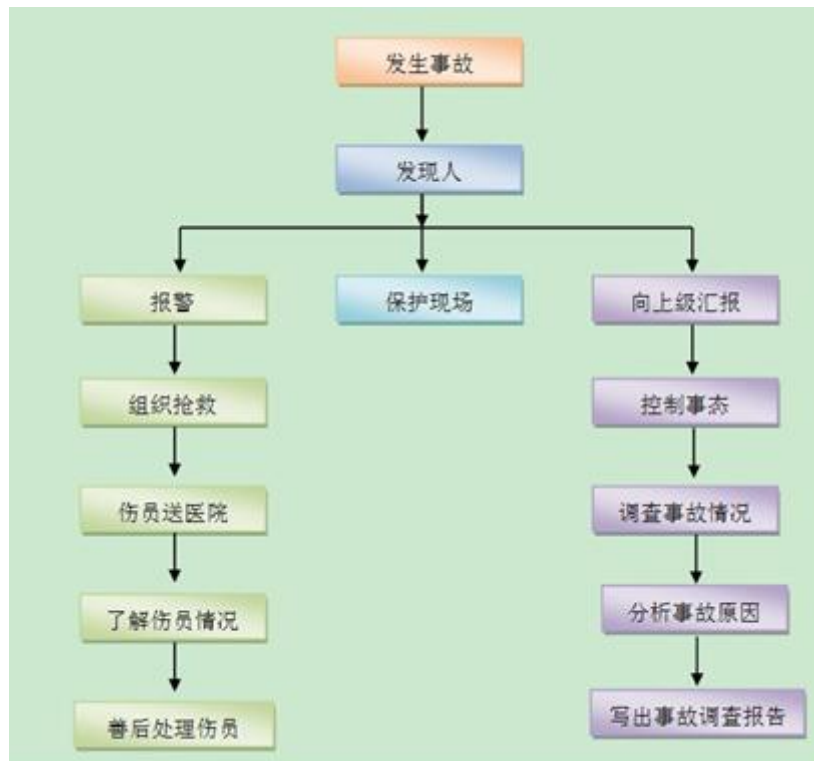 发生事故
发现人
报警
保护现场
向上级汇报
组织抢救
控制事态
伤员送医院
调查事故情况
了解伤员情况
分析事故原因
善后处理伤员
写出事故调查报告